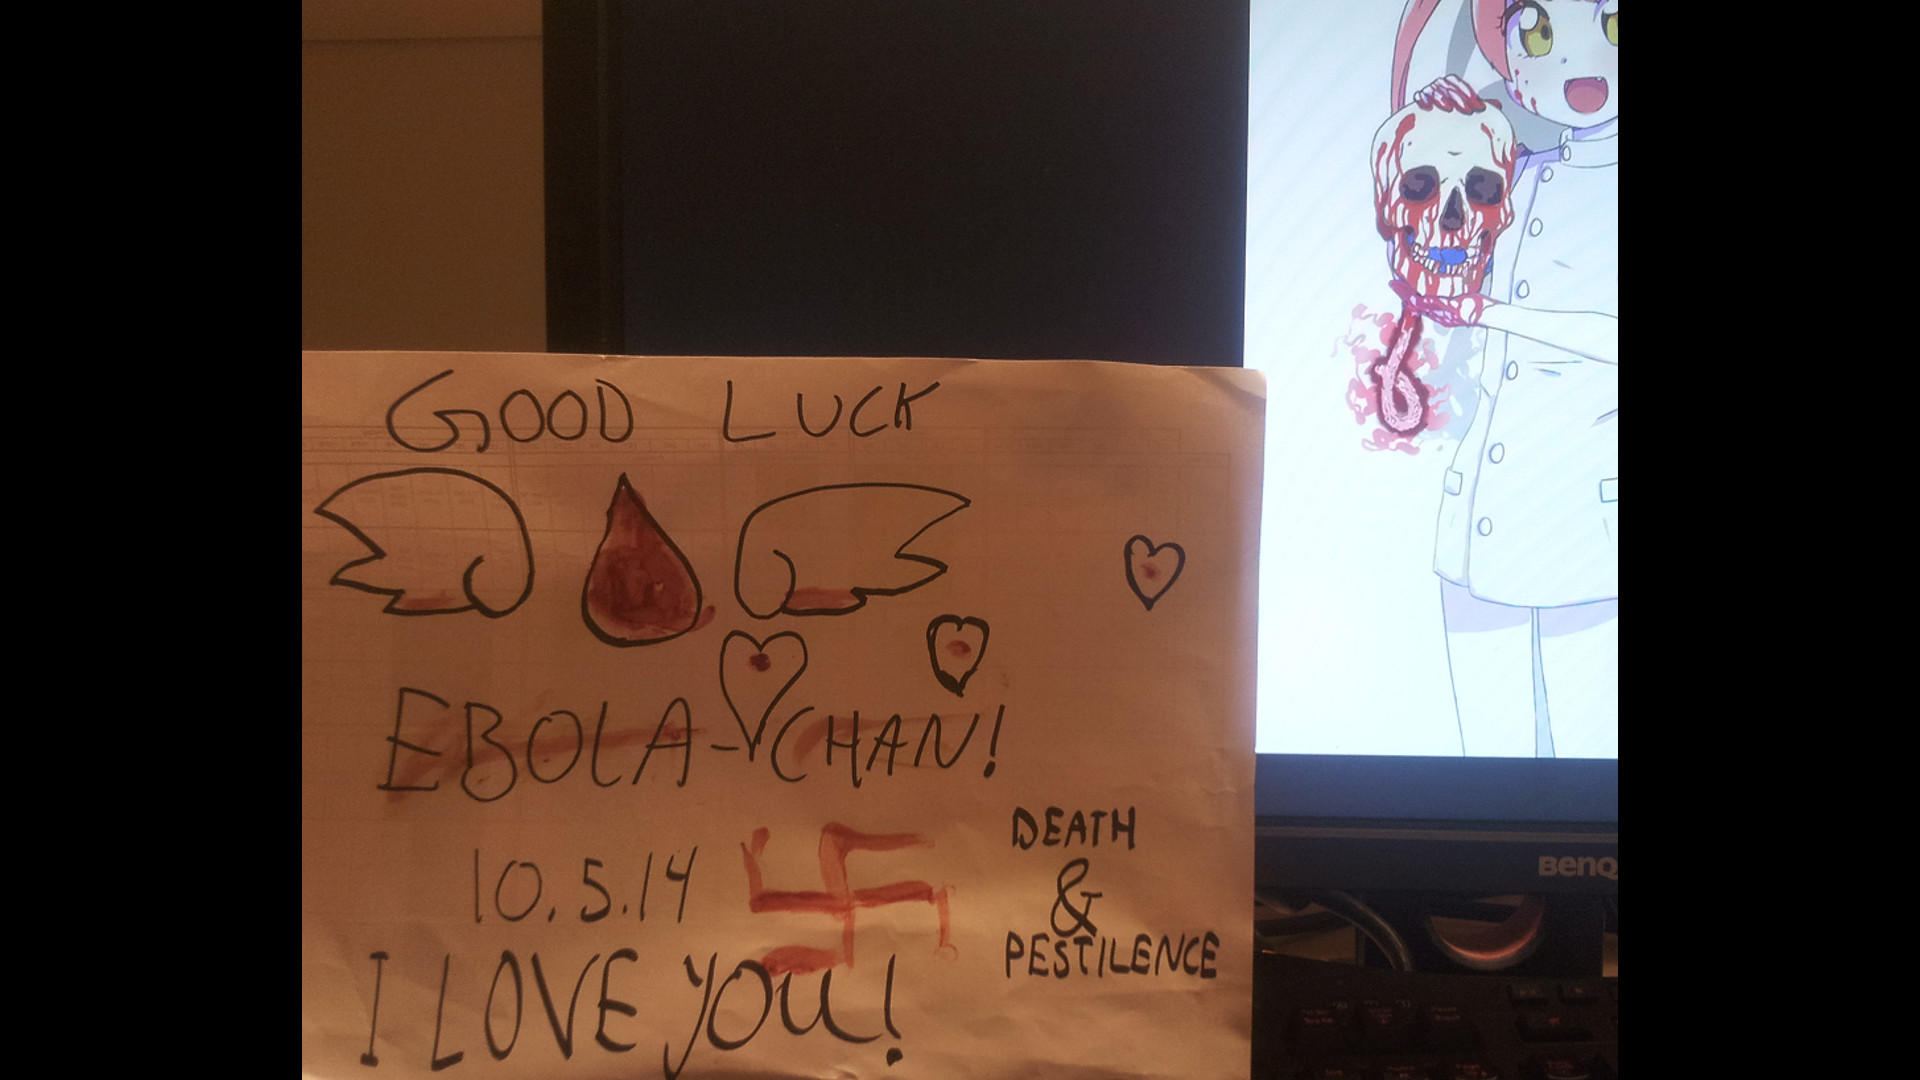 GOOD LUCK
EBOLA-CHAN!
10.5.14
DEATH
&
PESTILENCE
I LOVE YOU!
BenQ